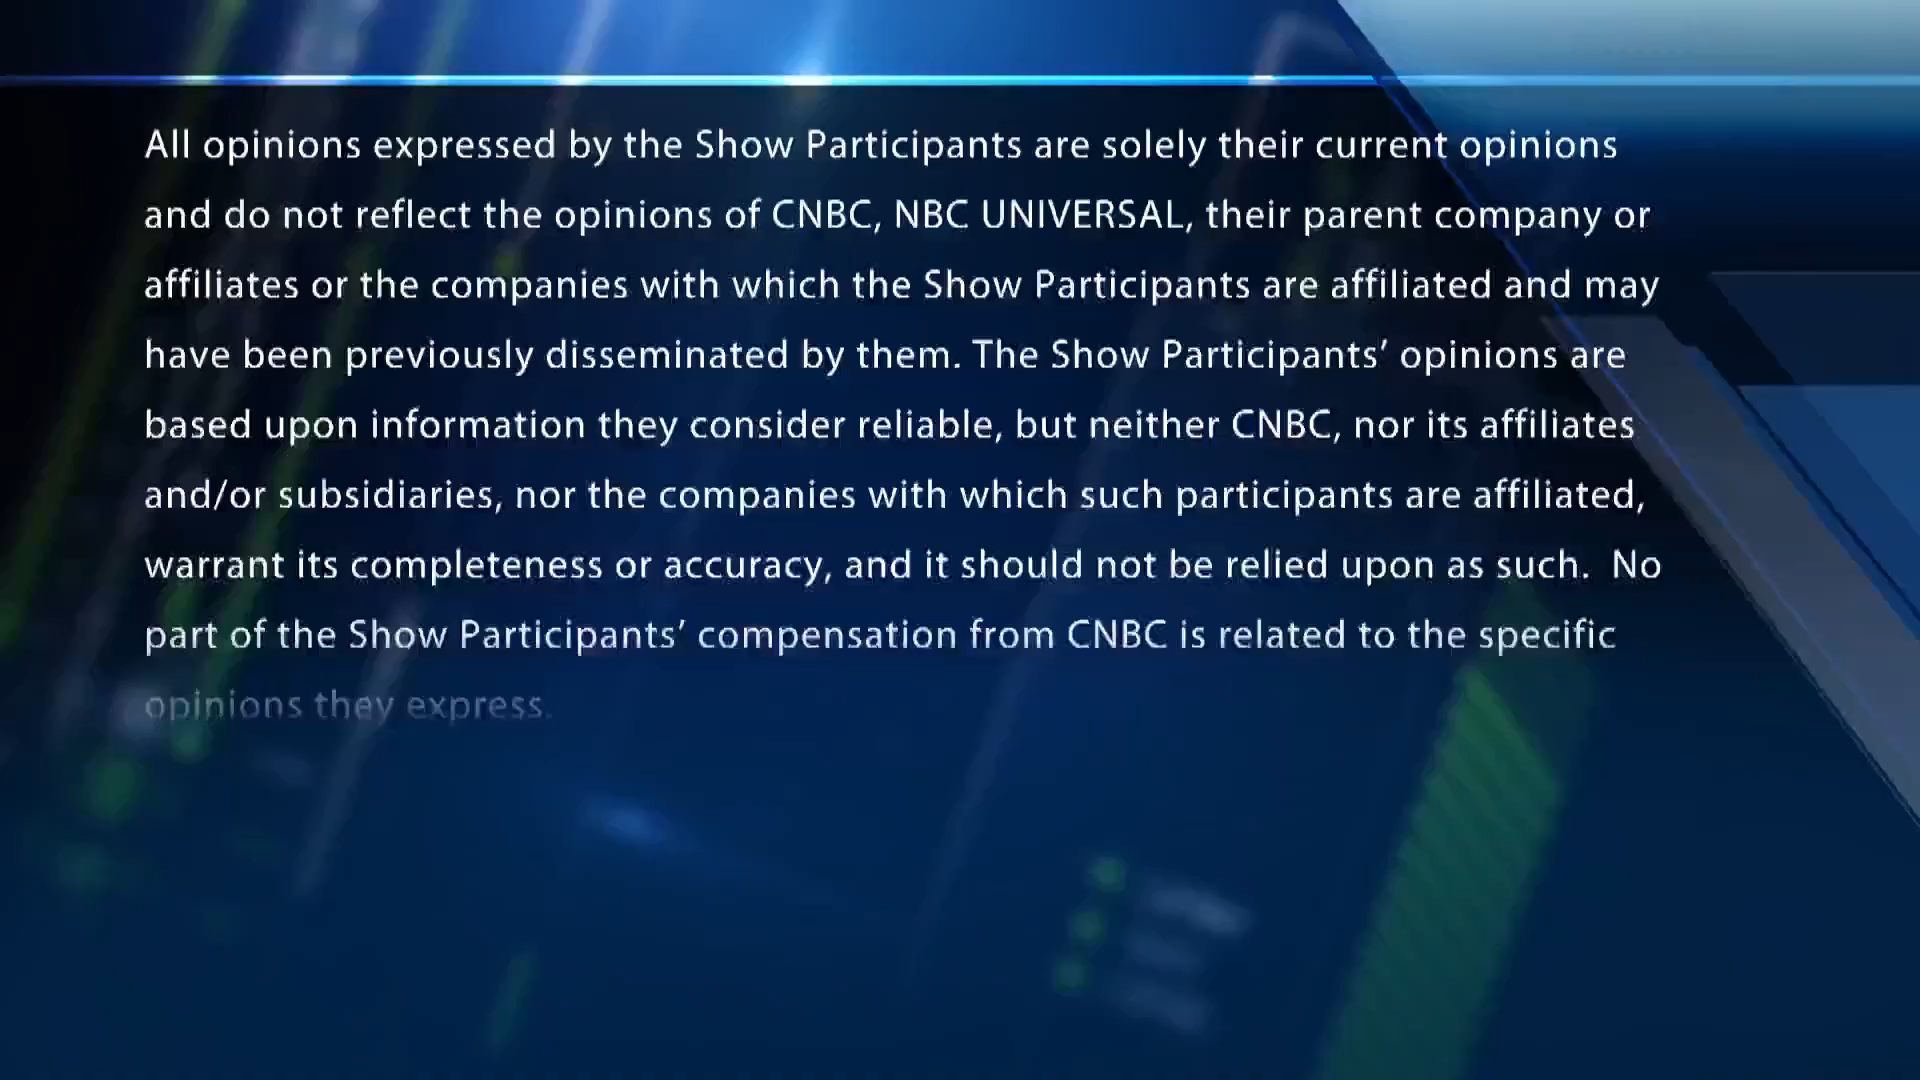 All opinions expressed by the Show Participants are solely their current opinions
and do not reflect the opinions of CNBC, NBC UNIVERSAL, their parent company or
affiliates or the companies with which the Show Participants are affiliated and may
have been previously disseminated by them. The Show Participants’ opinions are
based upon information they consider reliable, but neither CNBC, nor its affiliates
and/or subsidiaries, nor the companies with which such participants are affiliated,
warrant its completeness or accuracy, and it should not be relied upon as such.  No
part of the Show Participants’ compensation from CNBC is related to the specific
opinions they express.